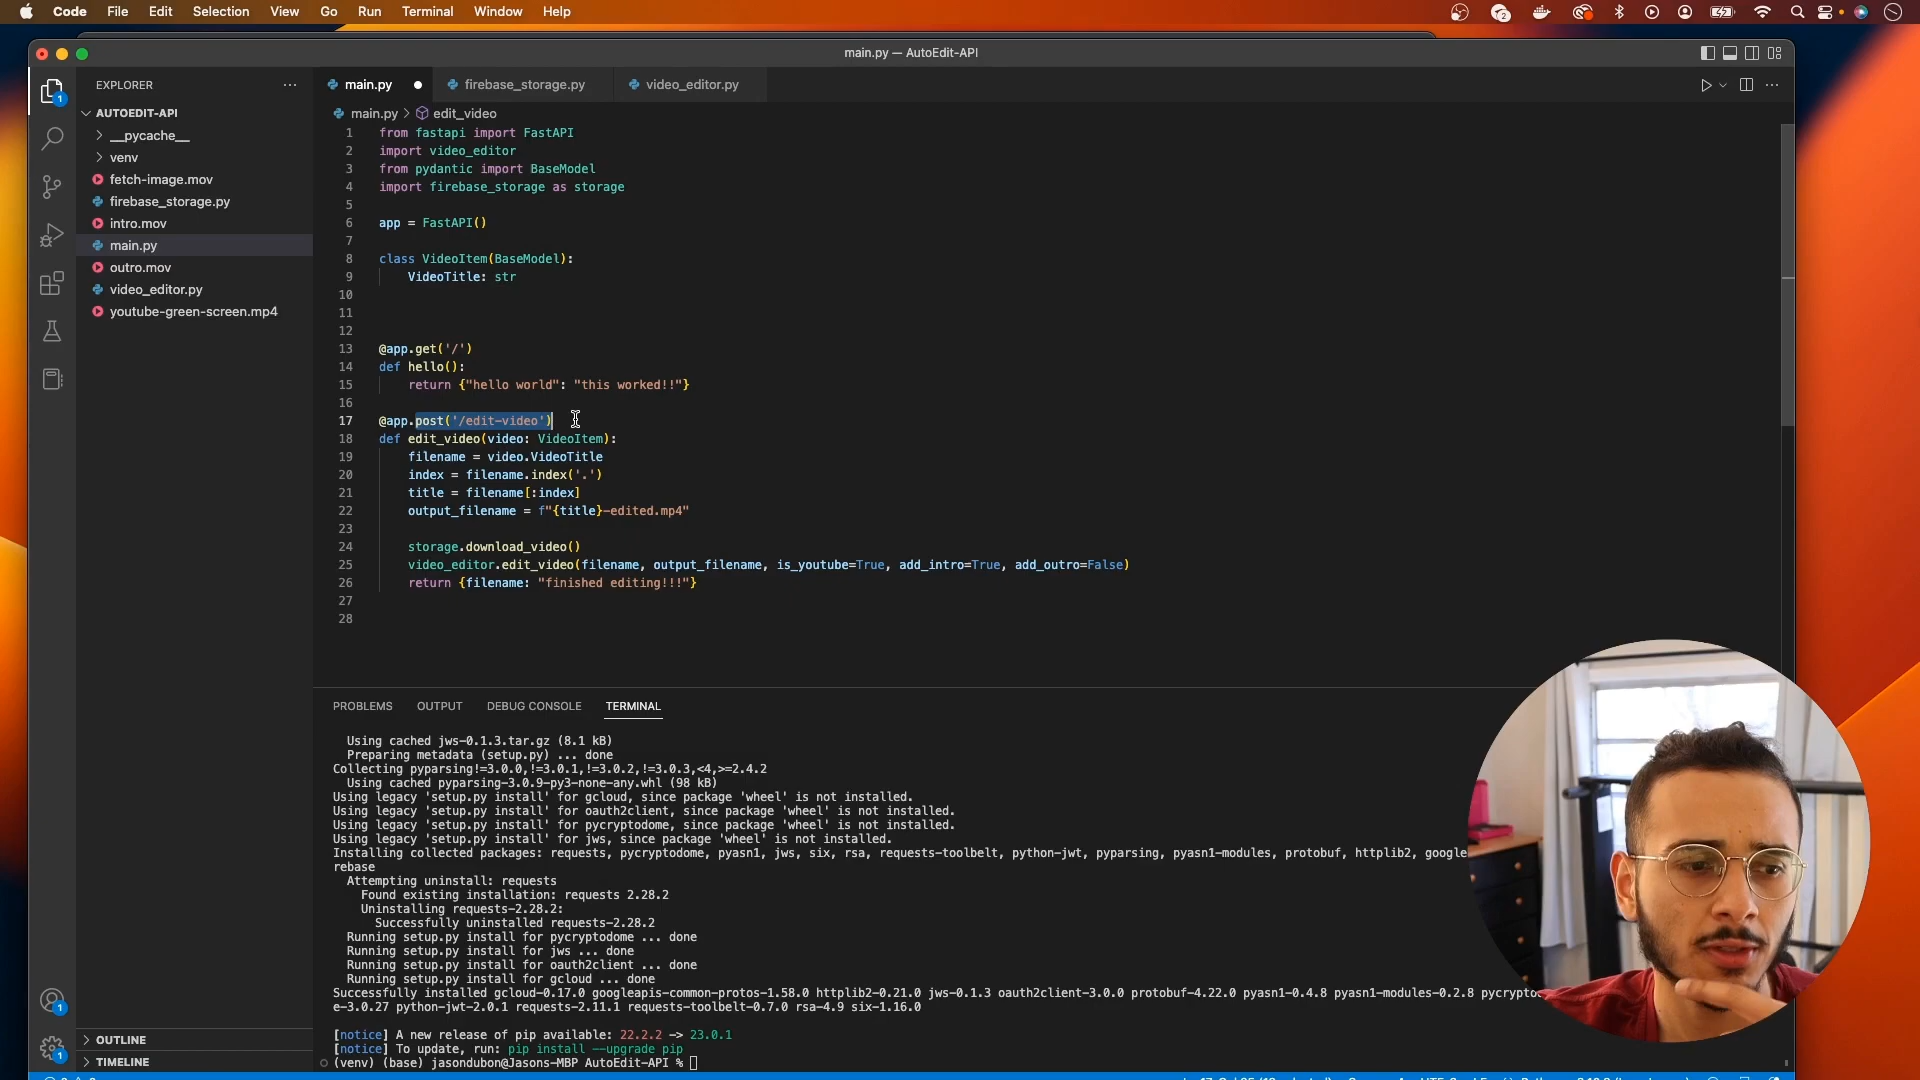 Code File Edit Selection View Go Run Terminal Window Help
2
main.py — AutoEdit-API
EXPLORER
1
AUTOEDIT-API
__pycache__
venv
fetch-image.mov
firebase_storage.py
intro.mov
main.py
outro.mov
video_editor.py
youtube-green-screen.mp4
main.py firebase_storage.py video_editor.py
main.py > edit_video
1 from fastapi import FastAPI
2 import video_editor
3 from pydantic import BaseModel
4 import firebase_storage as storage
5
6 app = FastAPI()
7
8 class VideoItem(BaseModel):
9 VideoTitle: str
10
11
12
13 @app.get('/')
14 def hello():
15 return {"hello world": "this worked!!"}
16
17 @app.post('/edit-video')
18 def edit_video(video: VideoItem):
19 filename = video.VideoTitle
20 index = filename.index('.')
21 title = filename[:index]
22 output_filename = f"{title}-edited.mp4"
23
24 storage.download_video()
25 video_editor.edit_video(filename, output_filename, is_youtube=True, add_intro=True, add_outro=False)
26 return {filename: "finished editing!!!"}
27
28
PROBLEMS OUTPUT DEBUG CONSOLE TERMINAL
Using cached jws-0.1.3.tar.gz (8.1 kB)
Preparing metadata (setup.py) ... done
Collecting pyparsing!=3.0.0,!=3.0.1,!=3.0.2,!=3.0.3,<4,>=2.4.2
Using cached pyparsing-3.0.9-py3-none-any.whl (98 kB)
Using legacy 'setup.py install' for gcloud, since package 'wheel' is not installed.
Using legacy 'setup.py install' for oauth2client, since package 'wheel' is not installed.
Using legacy 'setup.py install' for pycryptodome, since package 'wheel' is not installed.
Using legacy 'setup.py install' for jws, since package 'wheel' is not installed.
Installing collected packages: requests, pycryptodome, pyasn1, jws, six, rsa, requests-toolbelt, python-jwt, pyparsing, pyasn1-modules, protobuf, httplib2, google
rebase
Attempting uninstall: requests
Found existing installation: requests 2.28.2
Uninstalling requests-2.28.2:
Successfully uninstalled requests-2.28.2
Running setup.py install for pycryptodome ... done
Running setup.py install for jws ... done
Running setup.py install for oauth2client ... done
Running setup.py install for gcloud ... done
Successfully installed gcloud-0.17.0 googleapis-common-protos-1.58.0 httplib2-0.21.0 jws-0.1.3 oauth2client-3.0.0 protobuf-4.22.0 pyasn1-0.4.8 pyasn1-modules-0.2.8 pycrypto
e-3.0.27 python-jwt-2.0.1 requests-2.11.1 requests-toolbelt-0.7.0 rsa-4.9 six-1.16.0
[notice] A new release of pip available: 22.2.2 -> 23.0.1
[notice] To update, run: pip install --upgrade pip
(venv) (base) jasondubon@Jasons-MBP AutoEdit-API %
1
1
OUTLINE
TIMELINE